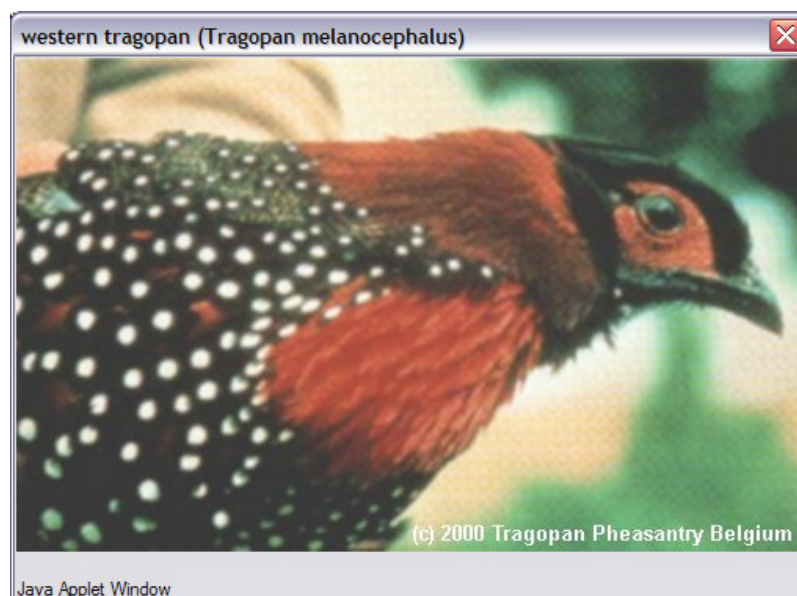 western tragopan (Tragopan melanocephalus)
(c) 2000 Tragopan Pheasantry Belgium
Java Applet Window